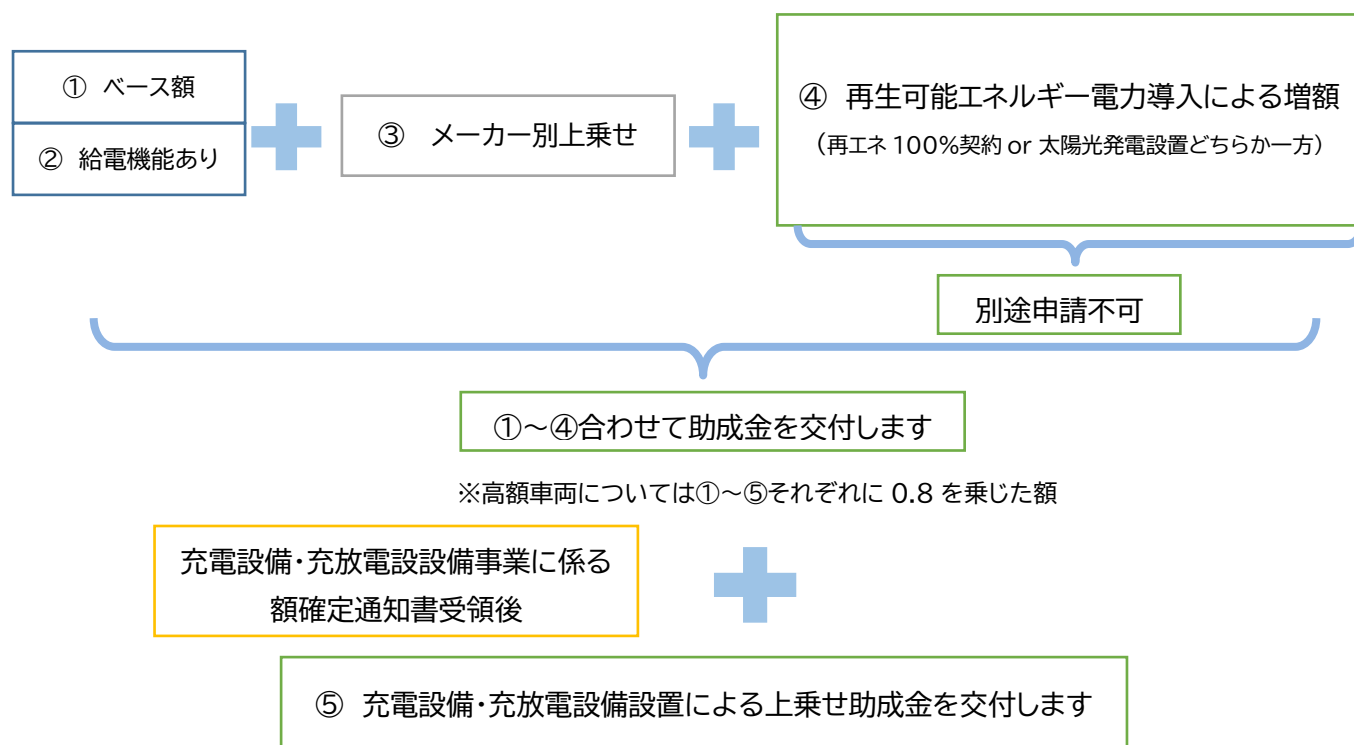 ① ベース額
② 給電機能あり
③ メーカー別上乗せ
④ 再生可能エネルギー電力導入による増額
（再エネ 100%契約 or 太陽光発電設置どちらか一方）
別途申請不可
①～④合わせて助成金を交付します
※高額車両については①～⑤それぞれに 0.8 を乗じた額
充電設備・充放電設設備事業に係る
額確定通知書受領後
⑤ 充電設備・充放電設備設置による上乗せ助成金を交付します